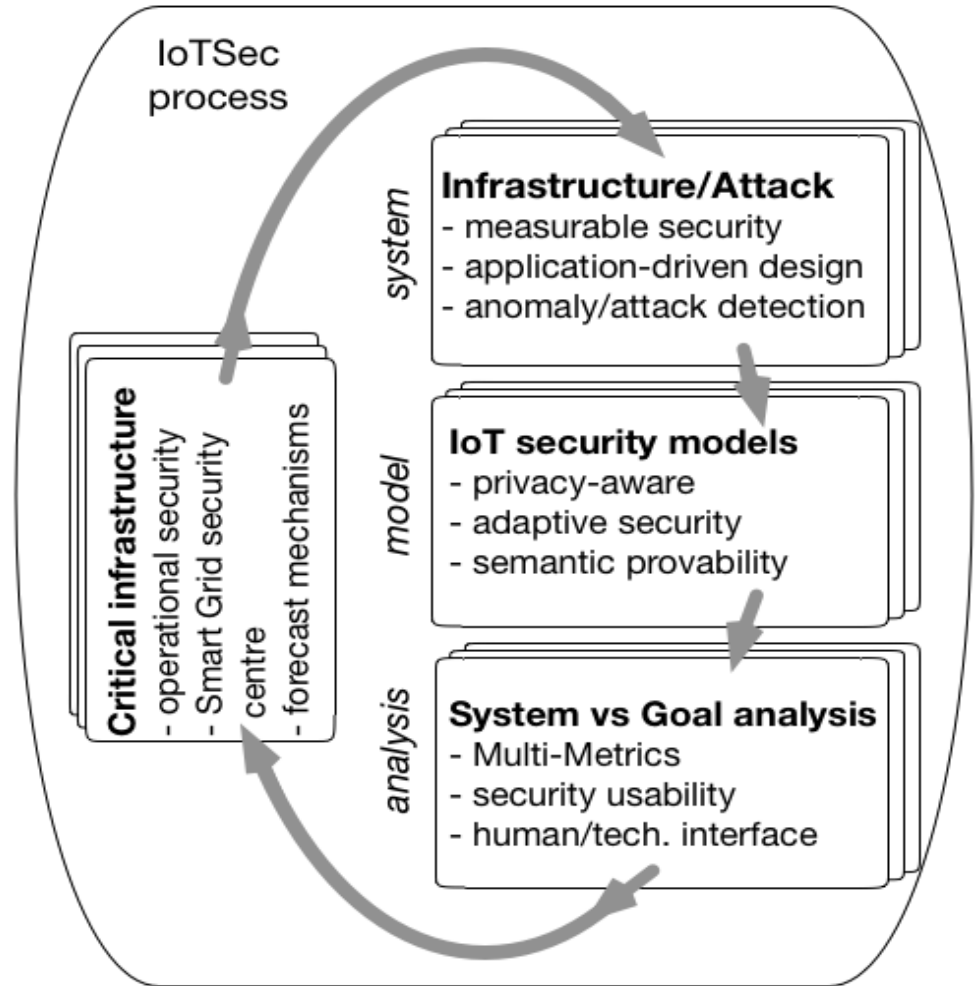 IoTSec
process
system
Infrastructure/Attack
- measurable security
- application-driven design
- anomaly/attack detection
model
IoT security models
- privacy-aware
- adaptive security
- semantic provability
analysis
System vs Goal analysis
- Multi-Metrics
- security usability
- human/tech. interface
Critical infrastructure
- operational security
- Smart Grid security
centre
- forecast mechanisms